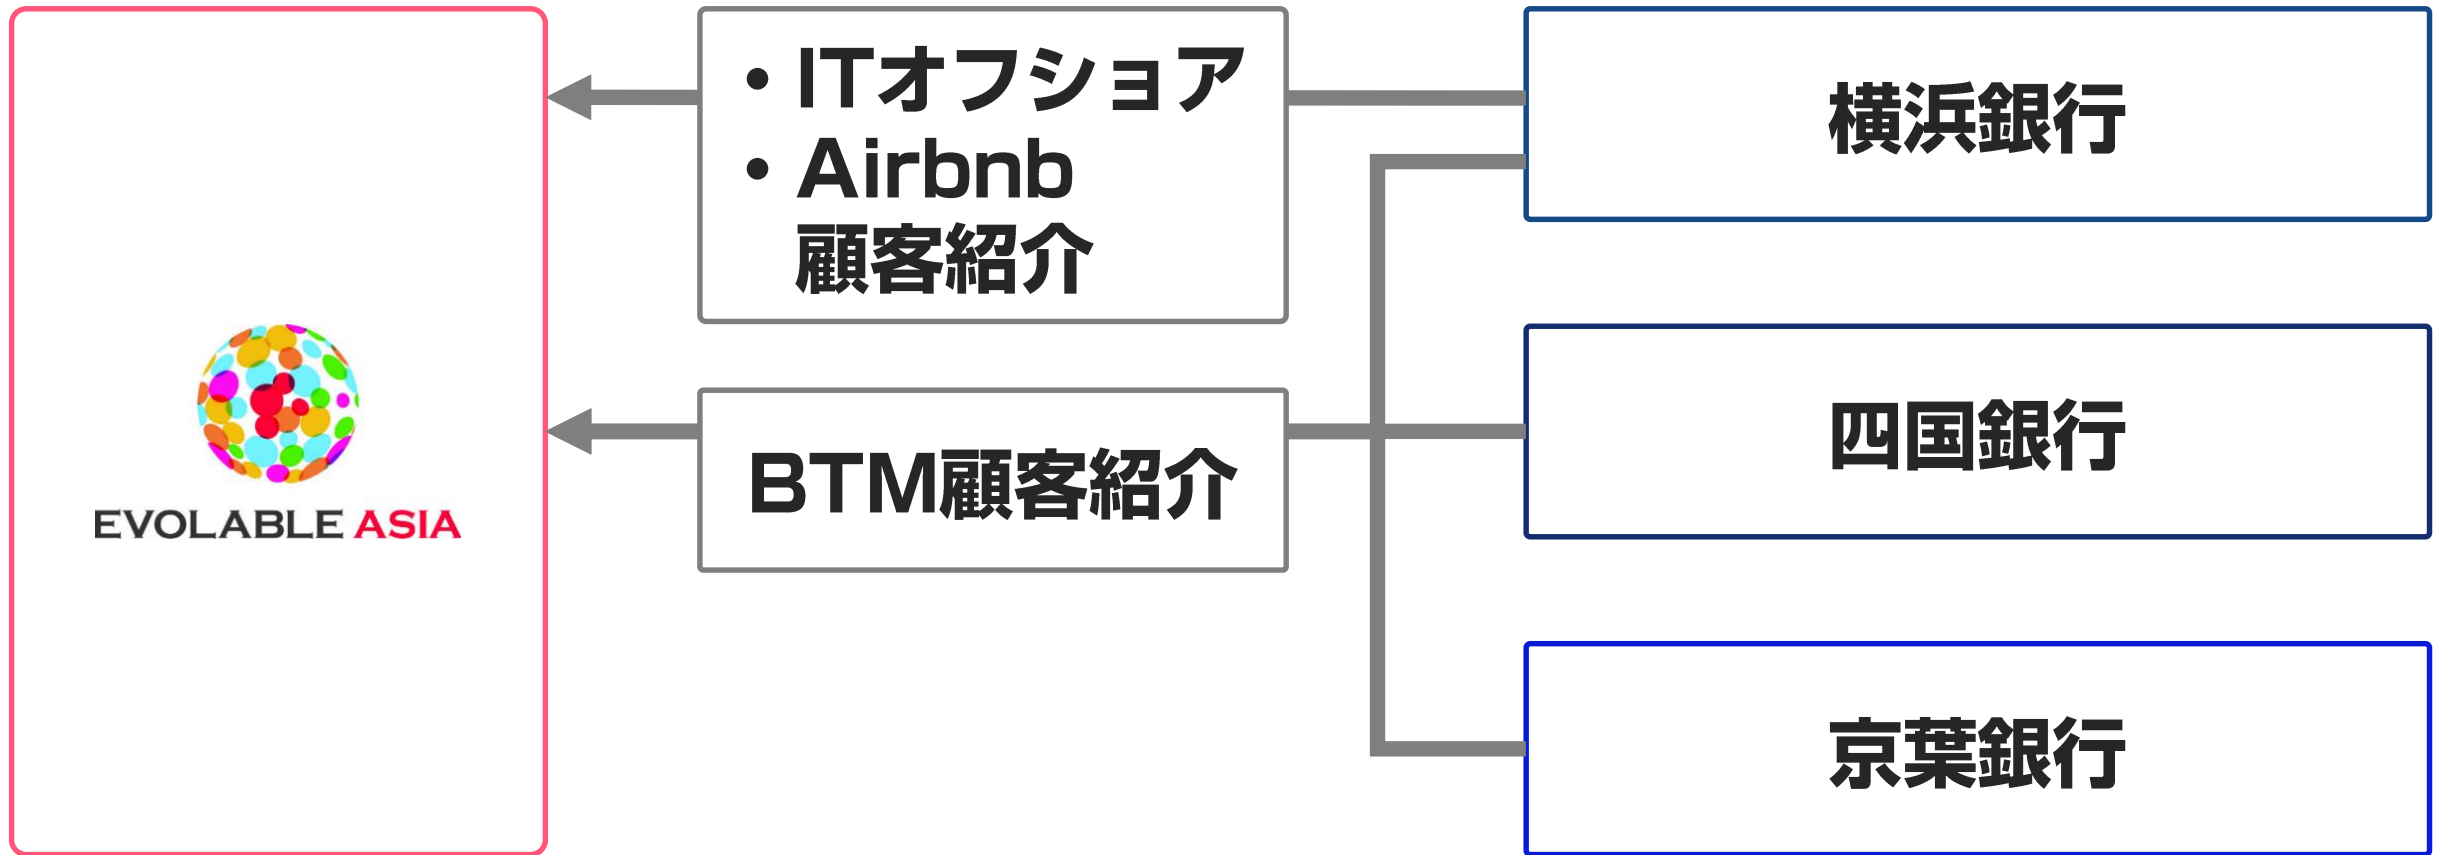 ・ITオフショア
・Airbnb
顧客紹介
横浜銀行
BTM顧客紹介
四国銀行
京葉銀行
EVOLABLE ASIA